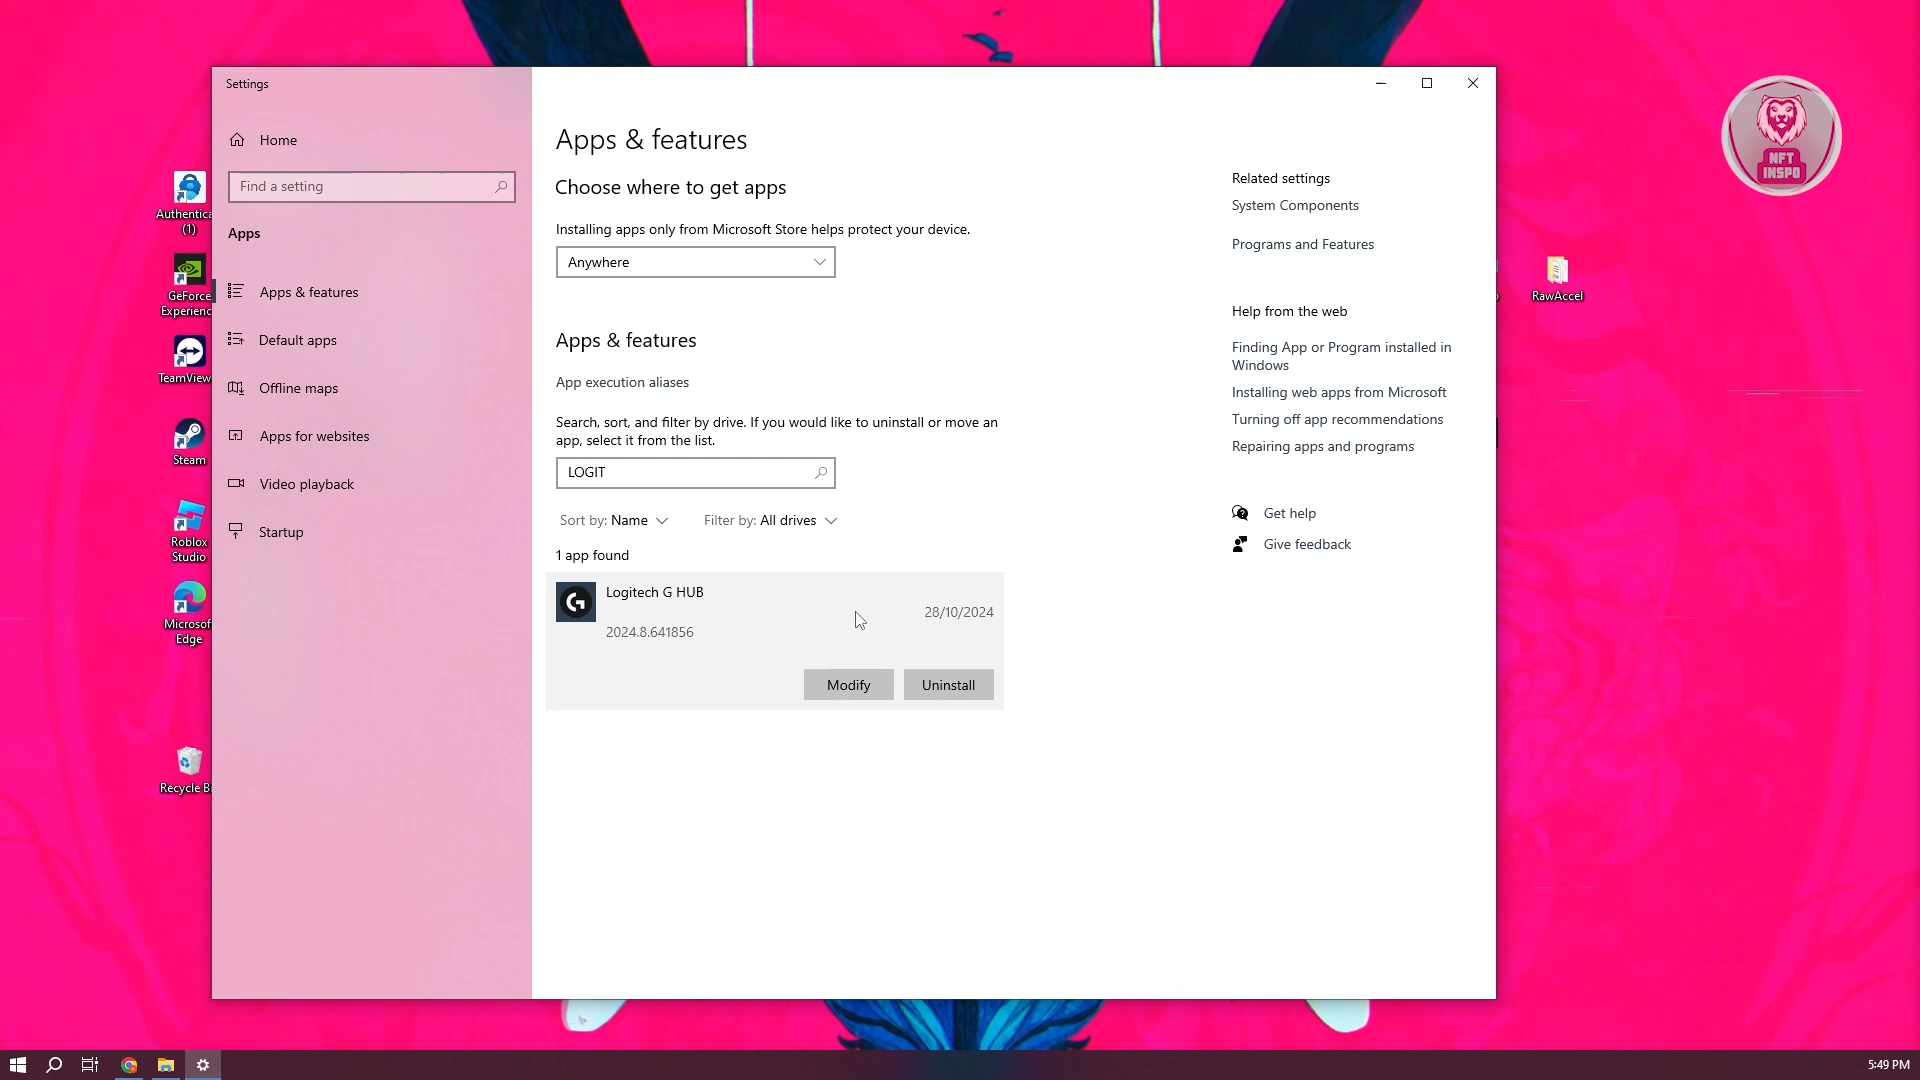 Settings
Home
Find a setting
Apps
Apps & features
Default apps
Offline maps
Apps for websites
Video playback
Startup
Apps & features
Choose where to get apps
Installing apps only from Microsoft Store helps protect your device.
Anywhere
Apps & features
App execution aliases
Search, sort, and filter by drive. If you would like to uninstall or move an
app, select it from the list.
LOGIT
Sort by: Name
Filter by: All drives
1 app found
Logitech G HUB
28/10/2024
2024.8.641856
Modify
Uninstall
Related settings
System Components
Programs and Features
Help from the web
Finding App or Program installed in
Windows
Installing web apps from Microsoft
Turning off app recommendations
Repairing apps and programs
Get help
Give feedback
Authentica
(1)
GeForce
Experienc
TeamView
Steam
Roblox
Studio
Microsof
Edge
Recycle Bi
RawAccel
NFT
INSPO
5:49 PM